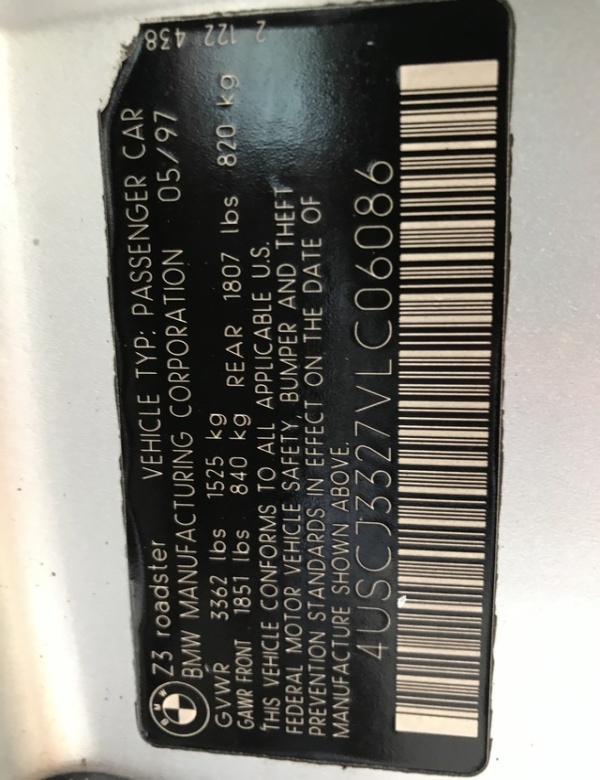 2 122 438
BMW
Z3 roadster VEHICLE TYP: PASSENGER CAR
BMW MANUFACTURING CORPORATION 05/97
GVWR 3362 lbs 1525 kg
GAWR FRONT 1851 lbs 840 kg REAR 1807 lbs 820 kg
THIS VEHICLE CONFORMS TO ALL APPLICABLE U.S.
FEDERAL MOTOR VEHICLE SAFETY, BUMPER AND THEFT
PREVENTION STANDARDS IN EFFECT ON THE DATE OF
MANUFACTURE SHOWN ABOVE.
4USCJ3327VLC06086